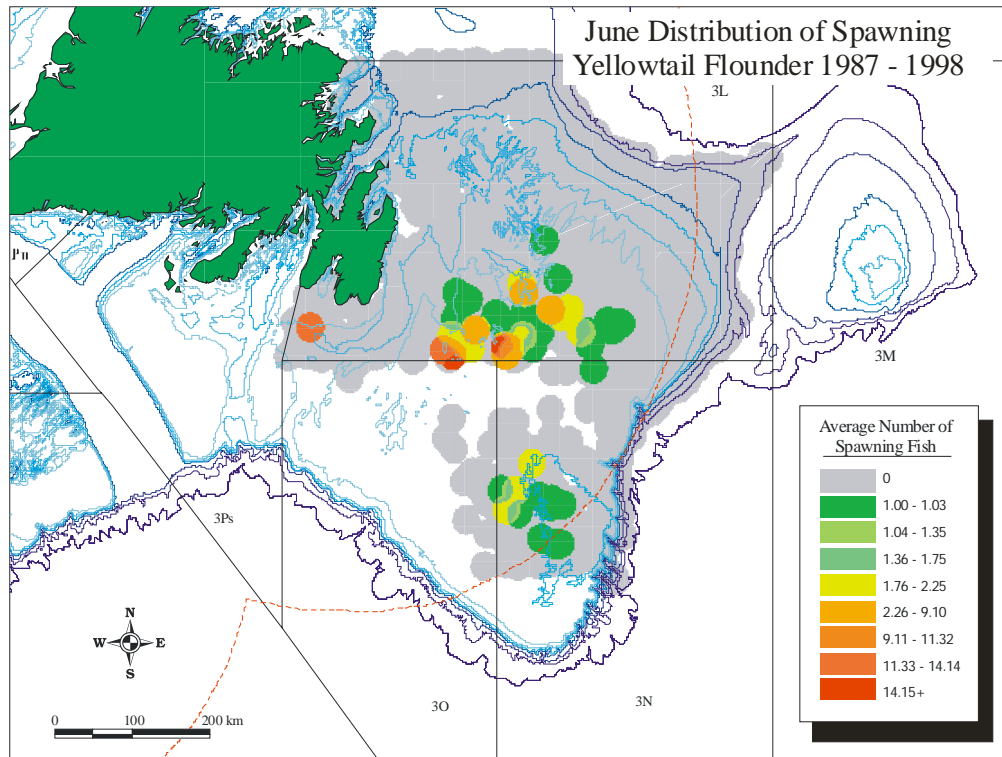 June Distribution of Spawning
Yellowtail Flounder 1987 - 1998
3L
3M
Average Number of
Spawning Fish
0
1.00 - 1.03
1.04 - 1.35
1.36 - 1.75
1.76 - 2.25
2.26 - 9.10
9.11 - 11.32
11.33 - 14.14
14.15+
3Ps
N
W E
S
0 100 200 km
3O
3N